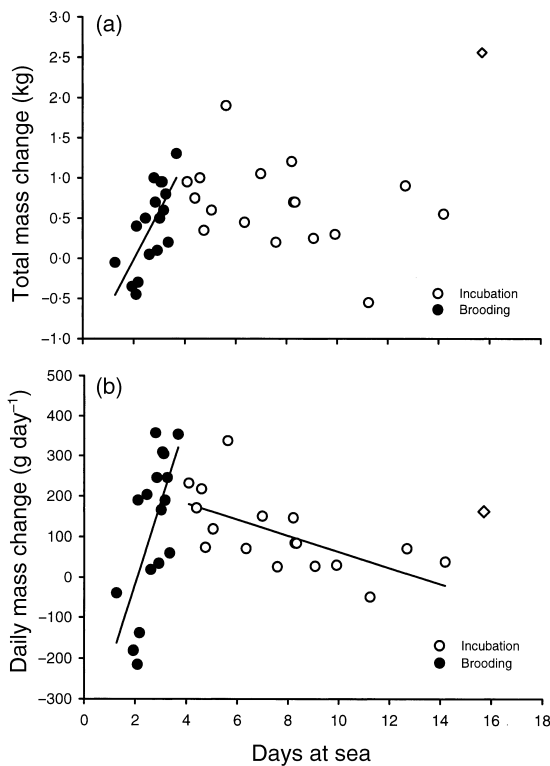 (a)
Total mass change (kg)
3·0
2·5
2·0
1·5
1·0
0·5
0·0
−0·5
−1·0
Incubation
Brooding
(b)
Daily mass change (g day⁻¹)
500
400
300
200
100
0
−100
−200
−300
Incubation
Brooding
0 2 4 6 8 10 12 14 16 18
Days at sea